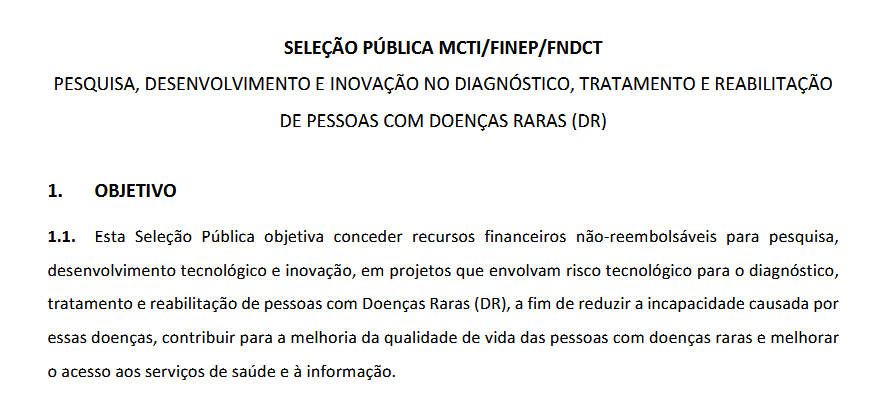 SELEÇÃO PÚBLICA MCTI/FINEP/FNDCT
PESQUISA, DESENVOLVIMENTO E INOVAÇÃO NO DIAGNÓSTICO, TRATAMENTO E REABILITAÇÃO
DE PESSOAS COM DOENÇAS RARAS (DR)
1. OBJETIVO
1.1. Esta Seleção Pública objetiva conceder recursos financeiros não-reembolsáveis para pesquisa,
desenvolvimento tecnológico e inovação, em projetos que envolvam risco tecnológico para o diagnóstico,
tratamento e reabilitação de pessoas com Doenças Raras (DR), a fim de reduzir a incapacidade causada por
essas doenças, contribuir para a melhoria da qualidade de vida das pessoas com doenças raras e melhorar
o acesso aos serviços de saúde e à informação.